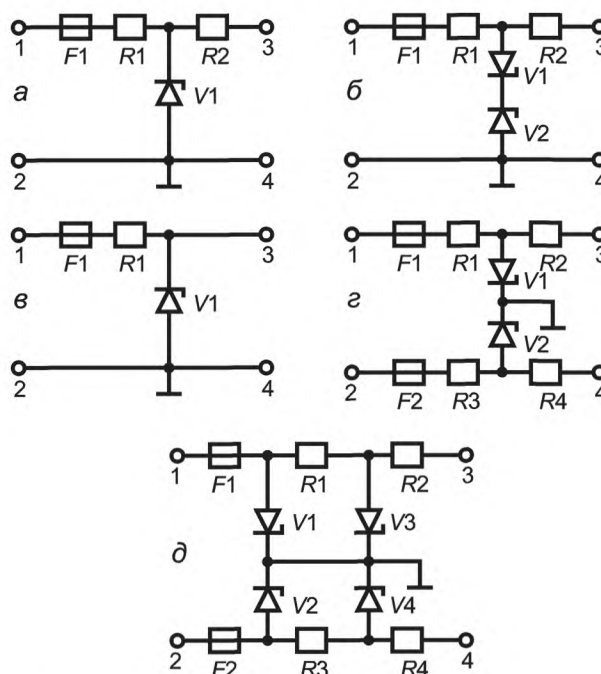 1 F1 R1 R2 3
а V1
2 4
1 F1 R1 R2 3
б V1
V2
2 4
1 F1 R1 3
в V1
2 4
1 F1 R1 R2 3
V1
г V2
2 F2 R3 R4 4
1 F1 R1 R2 3
V1 V3
д
V2 V4
2 F2 R3 R4 4